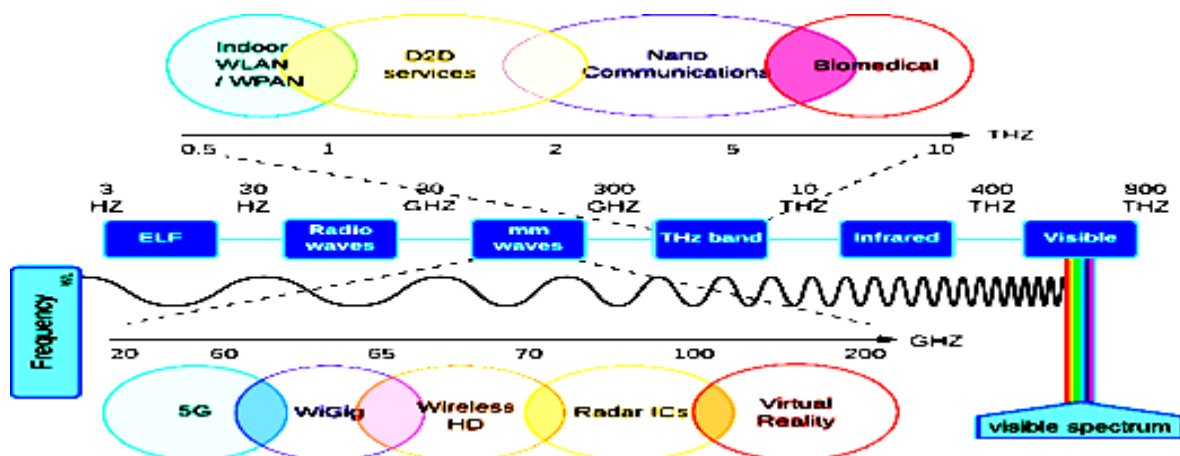 Indoor
WLAN
/ WPAN
D2D
services
Nano
Communications
Biomedical
0.5 1 2 5 10 THZ
3
HZ
30
HZ
30
GHZ
300
GHZ
10
THZ
400
THZ
800
THZ
ELF
Radio
waves
mm
waves
THz band
Infrared
Visible
Frequency
20 60 65 70 100 200 GHZ
5G
WiGig
Wireless
HD
Radar ICs
Virtual
Reality
visible spectrum